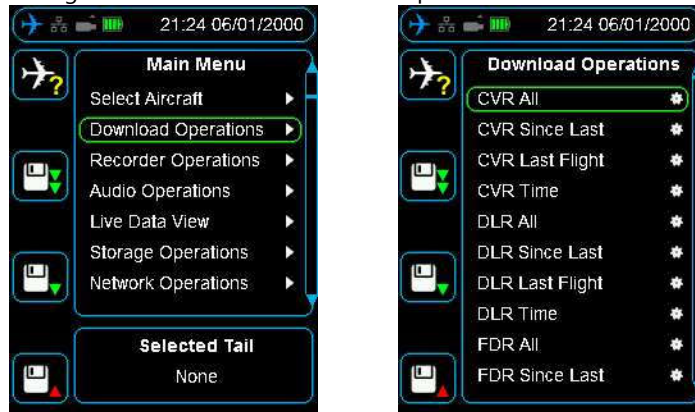 21:24 06/01/2000
Main Menu
Select Aircraft
Download Operations
Recorder Operations
Audio Operations
Live Data View
Storage Operations
Network Operations
Selected Tail
None
?
21:24 06/01/2000
Download Operations
CVR All
CVR Since Last
CVR Last Flight
CVR Time
DLR All
DLR Since Last
DLR Last Flight
DLR Time
FDR All
FDR Since Last
?